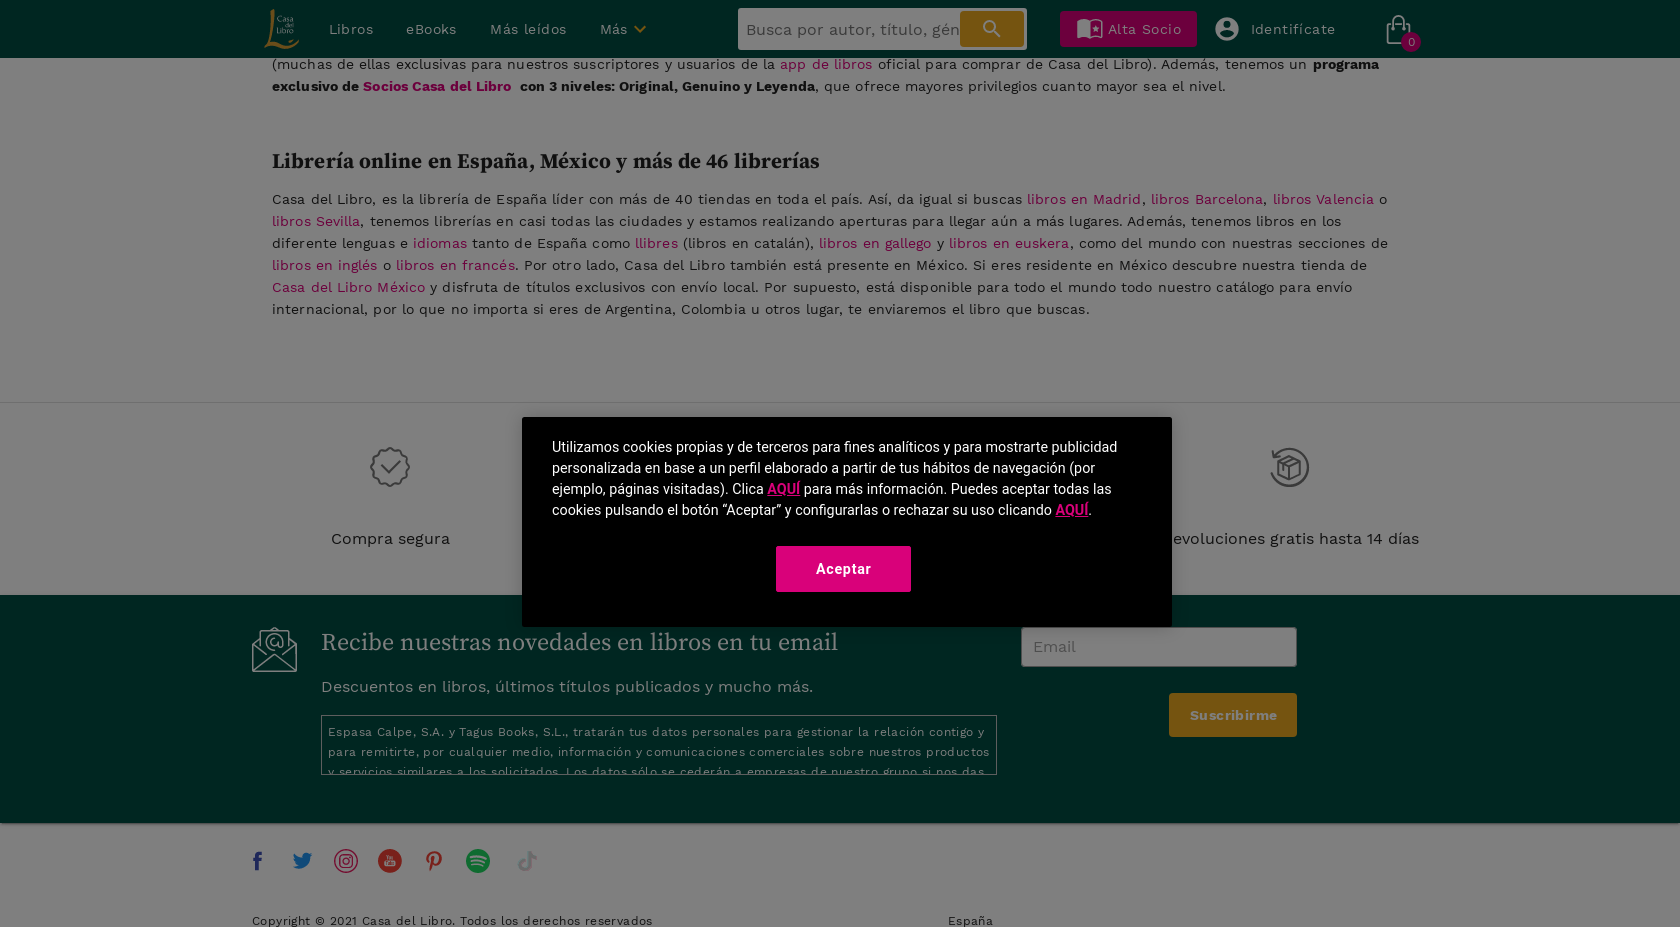 Casa
del
Libro
Libros
eBooks
Más leídos
Más
Busca por autor, título, gén
Alta Socio
Identifícate
0
(muchas de ellas exclusivas para nuestros suscriptores y usuarios de la app de libros oficial para comprar de Casa del Libro). Además, tenemos un programa
exclusivo de Socios Casa del Libro con 3 niveles: Original, Genuino y Leyenda, que ofrece mayores privilegios cuanto mayor sea el nivel.
Librería online en España, México y más de 46 librerías
Casa del Libro, es la librería de España líder con más de 40 tiendas en toda el país. Así, da igual si buscas libros en Madrid, libros Barcelona, libros Valencia o
libros Sevilla, tenemos librerías en casi todas las ciudades y estamos realizando aperturas para llegar aún a más lugares. Además, tenemos libros en los
diferente lenguas e idiomas tanto de España como llibres (libros en catalán), libros en gallego y libros en euskera, como del mundo con nuestras secciones de
libros en inglés o libros en francés. Por otro lado, Casa del Libro también está presente en México. Si eres residente en México descubre nuestra tienda de
Casa del Libro México y disfruta de títulos exclusivos con envío local. Por supuesto, está disponible para todo el mundo todo nuestro catálogo para envío
internacional, por lo que no importa si eres de Argentina, Colombia u otros lugar, te enviaremos el libro que buscas.
Utilizamos cookies propias y de terceros para fines analíticos y para mostrarte publicidad
personalizada en base a un perfil elaborado a partir de tus hábitos de navegación (por
ejemplo, páginas visitadas). Clica AQUÍ para más información. Puedes aceptar todas las
cookies pulsando el botón “Aceptar” y configurarlas o rechazar su uso clicando AQUÍ.
Aceptar
Compra segura
evoluciones gratis hasta 14 días
Recibe nuestras novedades en libros en tu email
Email
Descuentos en libros, últimos títulos publicados y mucho más.
Suscribirme
Espasa Calpe, S.A. y Tagus Books, S.L., tratarán tus datos personales para gestionar la relación contigo y
para remitirte, por cualquier medio, información y comunicaciones comerciales sobre nuestros productos
y servicios similares a los solicitados. Los datos sólo se cederán a empresas de nuestro grupo si nos das
Copyright © 2021 Casa del Libro. Todos los derechos reservados
España